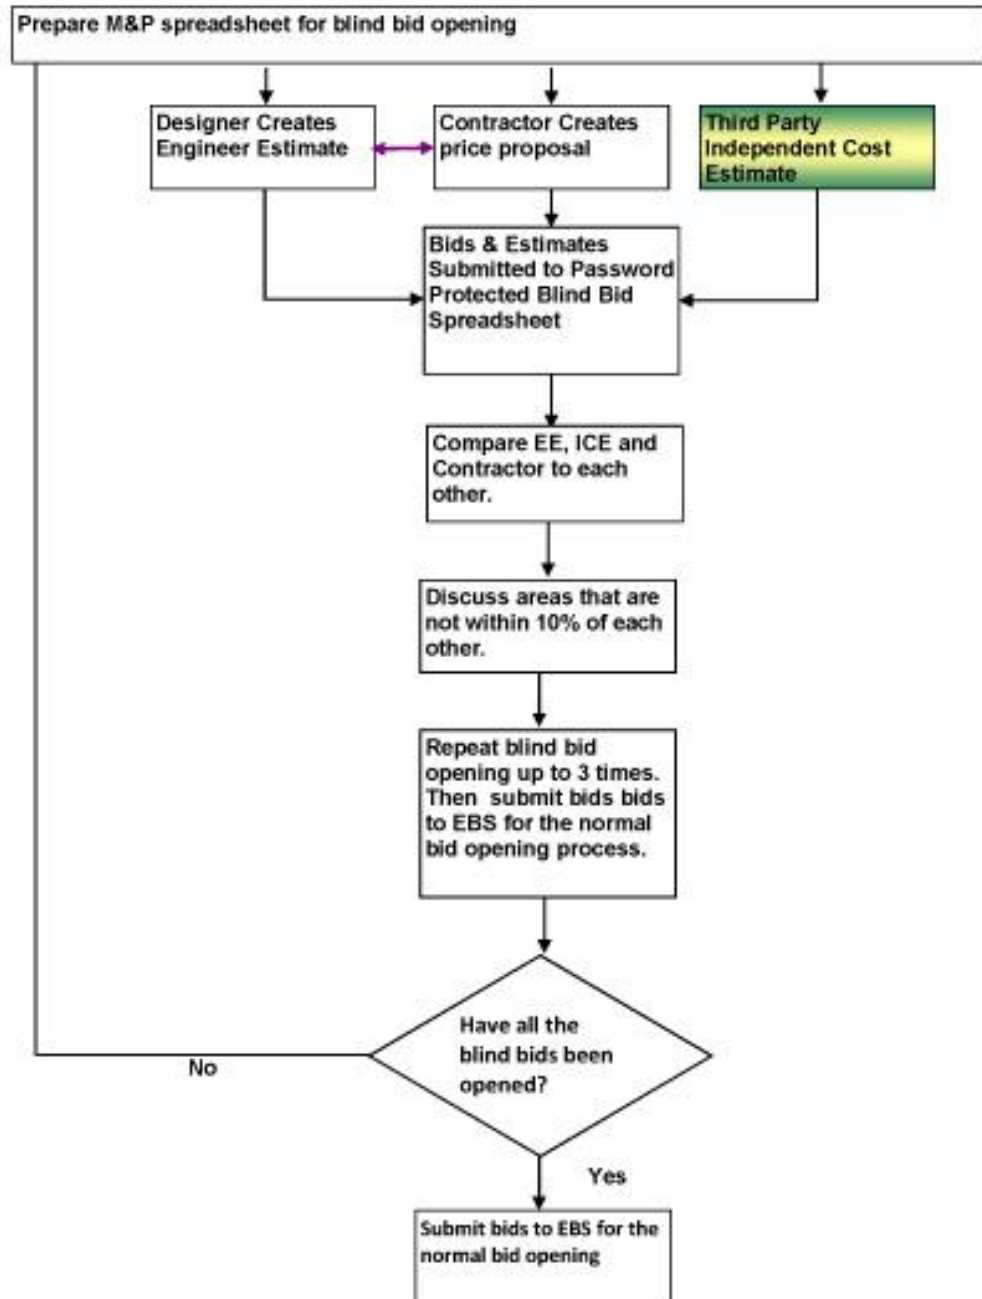 Prepare M&P spreadsheet for blind bid opening
Designer Creates
Engineer Estimate
Contractor Creates
price proposal
Third Party
Independent Cost
Estimate
Bids & Estimates
Submitted to Password
Protected Blind Bid
Spreadsheet
Compare EE, ICE and
Contractor to each
other.
Discuss areas that are
not within 10% of each
other.
Repeat blind bid
opening up to 3 times.
Then submit bids bids
to EBS for the normal
bid opening process.
Have all the
blind bids been
opened?
No
Yes
Submit bids to EBS for the
normal bid opening